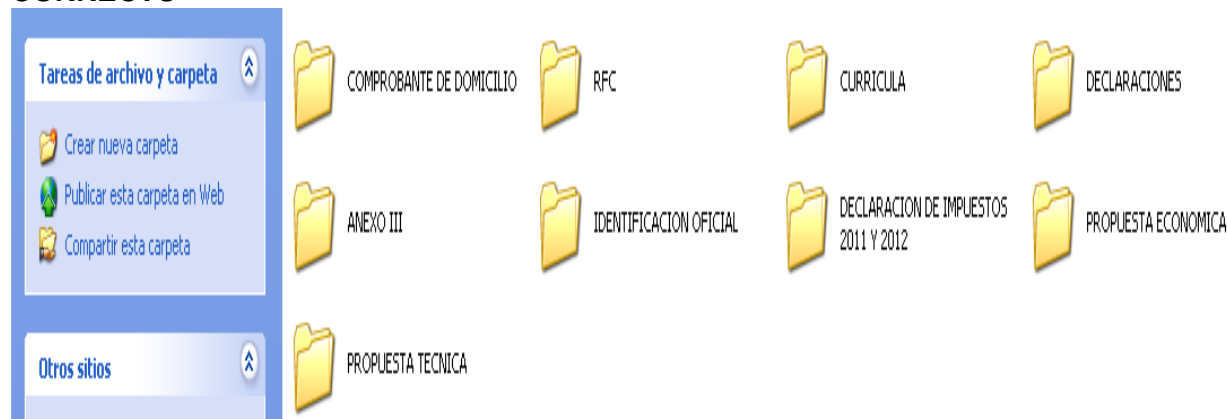 CORRECTO
Tareas de archivo y carpeta
Crear nueva carpeta
Publicar esta carpeta en Web
Compartir esta carpeta
Otros sitios
COMPROBANTE DE DOMICILIO
RFC
CURRICULA
DECLARACIONES
ANEXO III
IDENTIFICACION OFICIAL
DECLARACION DE IMPUESTOS
2011 Y 2012
PROPUESTA ECONOMICA
PROPUESTA TECNICA